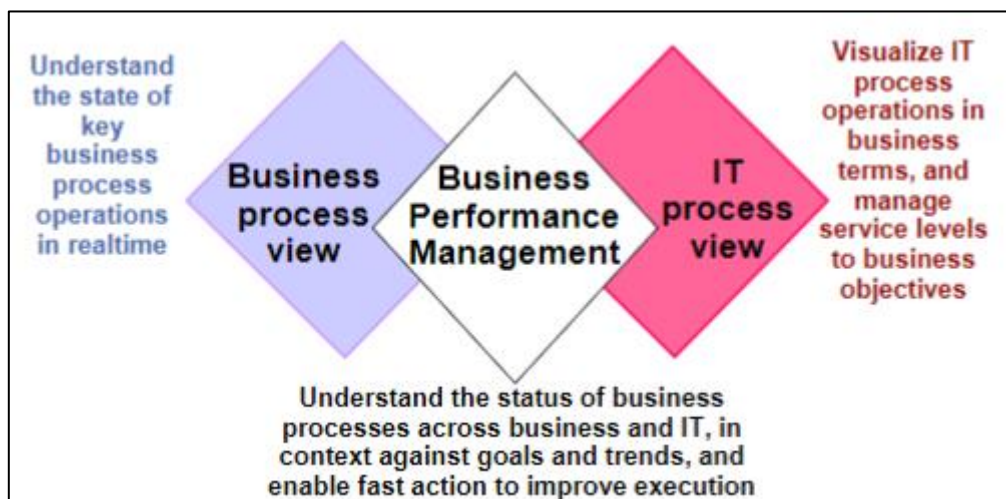 Understand
the state of
key
business
process
operations
in realtime
Business
process
view
Business
Performance
Management
IT
process
view
Visualize IT
process
operations in
business
terms, and
manage
service levels
to business
objectives
Understand the status of business
processes across business and IT, in
context against goals and trends, and
enable fast action to improve execution